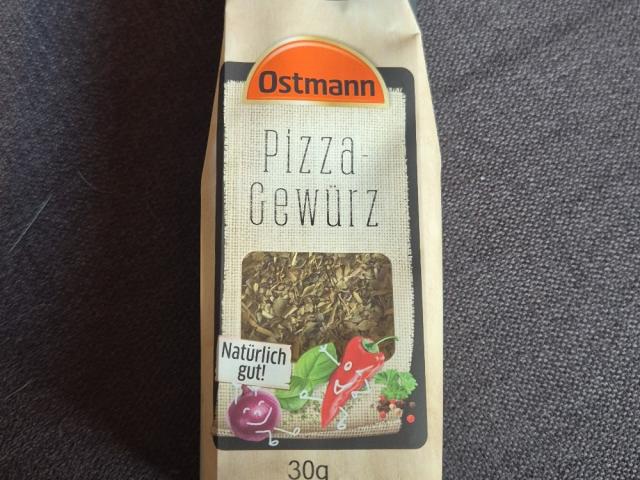 Ostmann
Pizza-
Gewürz
Natürlich
gut!
30g